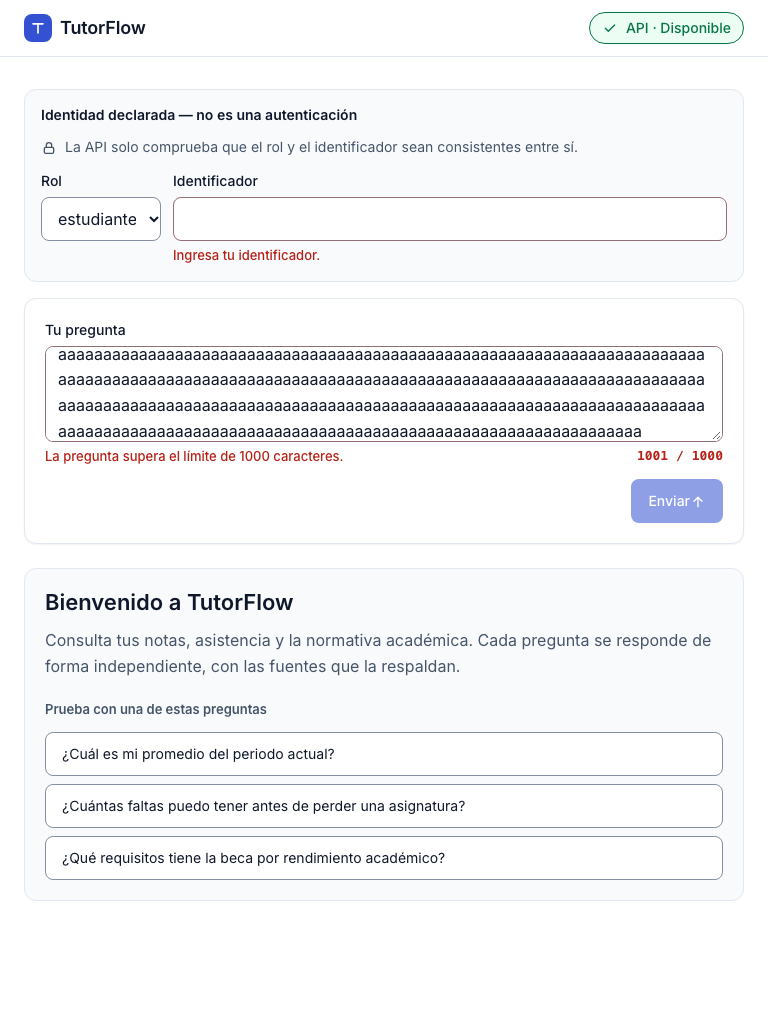 TutorFlow
API · Disponible
Identidad declarada — no es una autenticación
La API solo comprueba que el rol y el identificador sean consistentes entre sí.
Rol
Identificador
estudiante
Ingresa tu identificador.
Tu pregunta
aaaaaaaaaaaaaaaaaaaaaaaaaaaaaaaaaaaaaaaaaaaaaaaaaaaaaaaaaaaaaaaaaaaaaaaa
aaaaaaaaaaaaaaaaaaaaaaaaaaaaaaaaaaaaaaaaaaaaaaaaaaaaaaaaaaaaaaaaaaaaaaaa
aaaaaaaaaaaaaaaaaaaaaaaaaaaaaaaaaaaaaaaaaaaaaaaaaaaaaaaaaaaaaaaaaaaaaaaa
aaaaaaaaaaaaaaaaaaaaaaaaaaaaaaaaaaaaaaaaaaaaaaaaaaaaaaaaaaaaaaaaa
La pregunta supera el límite de 1000 caracteres.
1001 / 1000
Enviar↑
Bienvenido a TutorFlow
Consulta tus notas, asistencia y la normativa académica. Cada pregunta se responde de
forma independiente, con las fuentes que la respaldan.
Prueba con una de estas preguntas
¿Cuál es mi promedio del periodo actual?
¿Cuántas faltas puedo tener antes de perder una asignatura?
¿Qué requisitos tiene la beca por rendimiento académico?